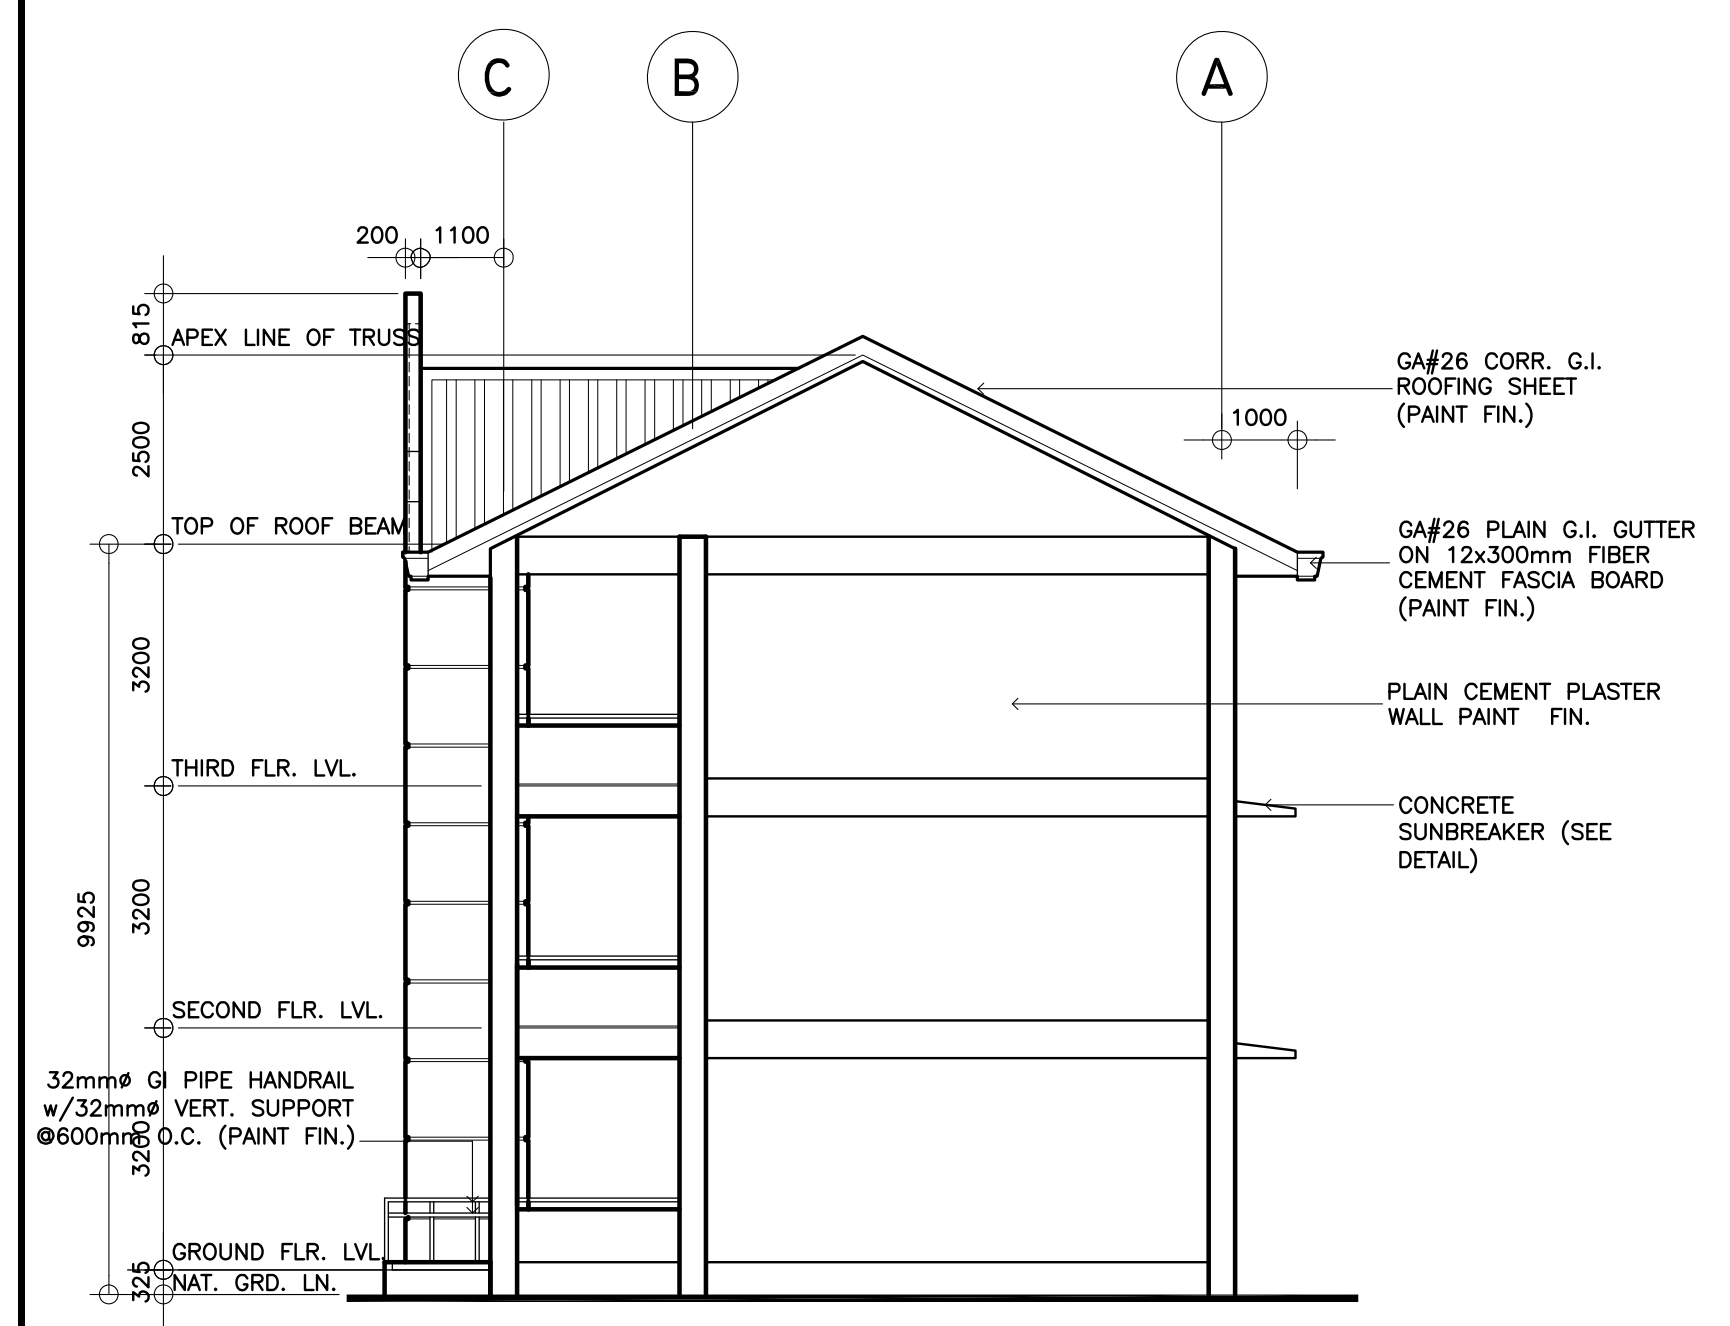 C
B
A
200
1100
815
APEX LINE OF TRUSS
GA#26 CORR. G.I.
ROOFING SHEET
(PAINT FIN.)
1000
2500
TOP OF ROOF BEAM
GA#26 PLAIN G.I. GUTTER
ON 12x300mm FIBER
CEMENT FASCIA BOARD
(PAINT FIN.)
3200
PLAIN CEMENT PLASTER
WALL PAINT FIN.
THIRD FLR. LVL.
CONCRETE
SUNBREAKER (SEE
DETAIL)
9925
3200
SECOND FLR. LVL.
32mmø GI PIPE HANDRAIL
w/32mmø VERT. SUPPORT
@600mm O.C. (PAINT FIN.)
3200
GROUND FLR. LVL.
325
NAT. GRD. LN.